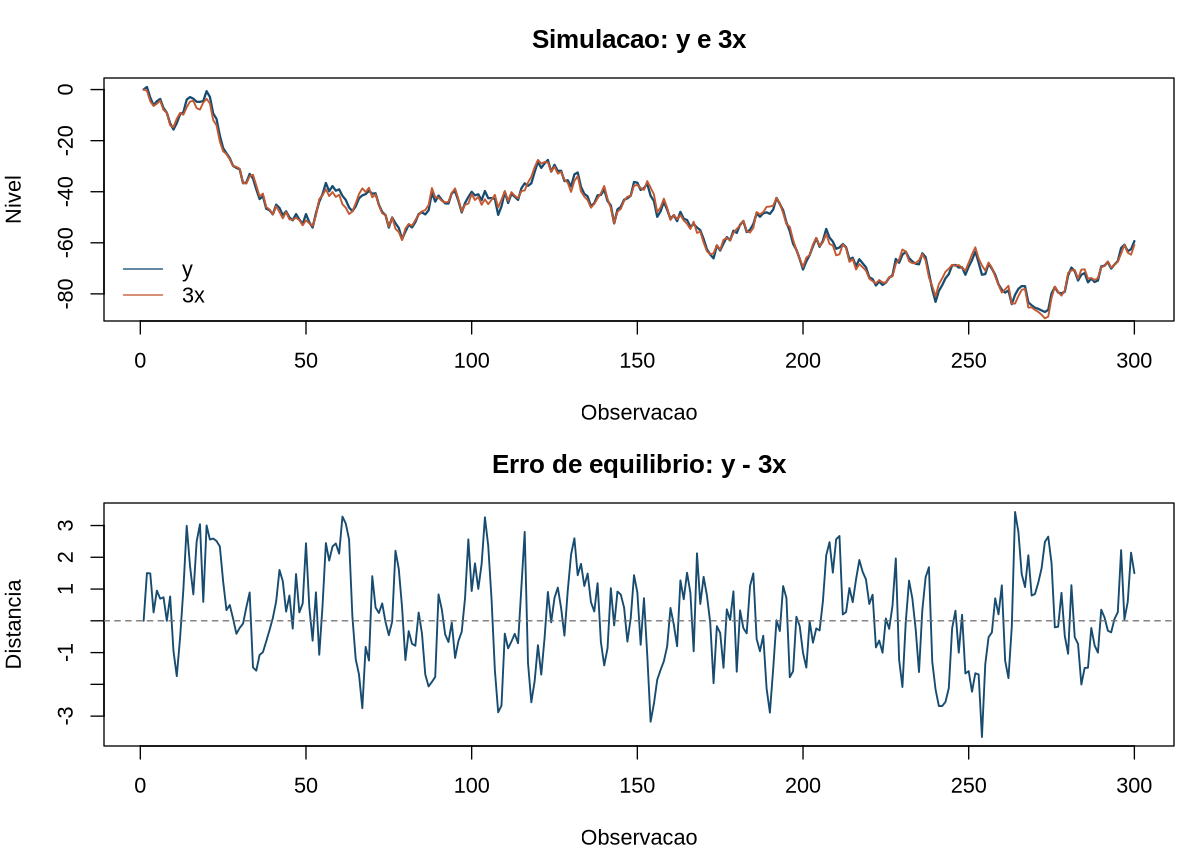 Simulacao: y e 3x
Nivel
0
-20
-40
-60
-80
y
3x
0 50 100 150 200 250 300
Observacao
Erro de equilibrio: y - 3x
Distancia
3
2
1
-1
-3
0 50 100 150 200 250 300
Observacao